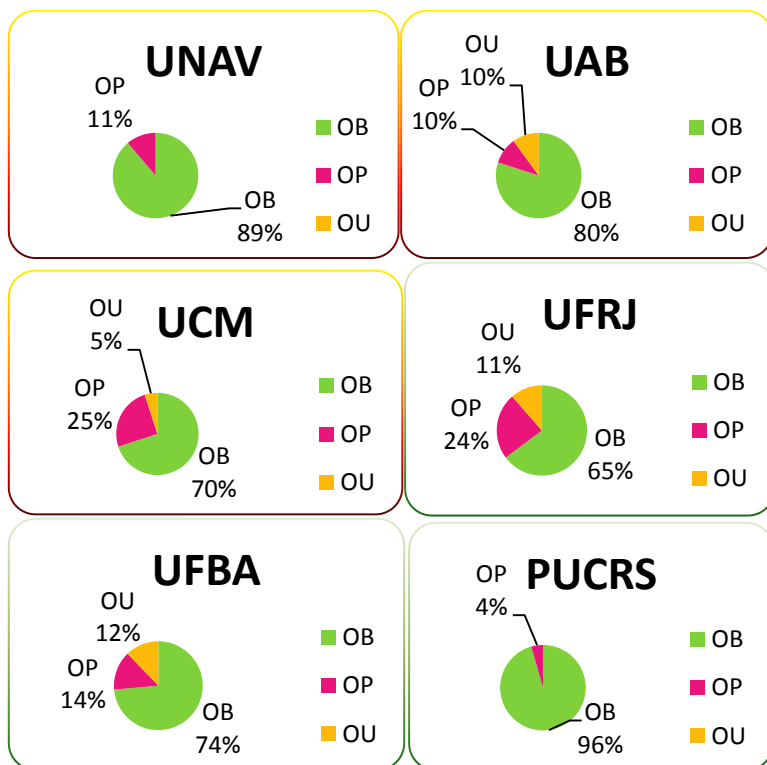 UNAV
OP
11%
OB
89%
OB
OP
OU
UAB
OU
10%
OP
10%
OB
80%
OB
OP
OU
UCM
OU
5%
OP
25%
OB
70%
OB
OP
OU
UFRJ
OU
11%
OP
24%
OB
65%
OB
OP
OU
UFBA
OU
12%
OP
14%
OB
74%
OB
OP
OU
PUCRS
OP
4%
OB
96%
OB
OP
OU